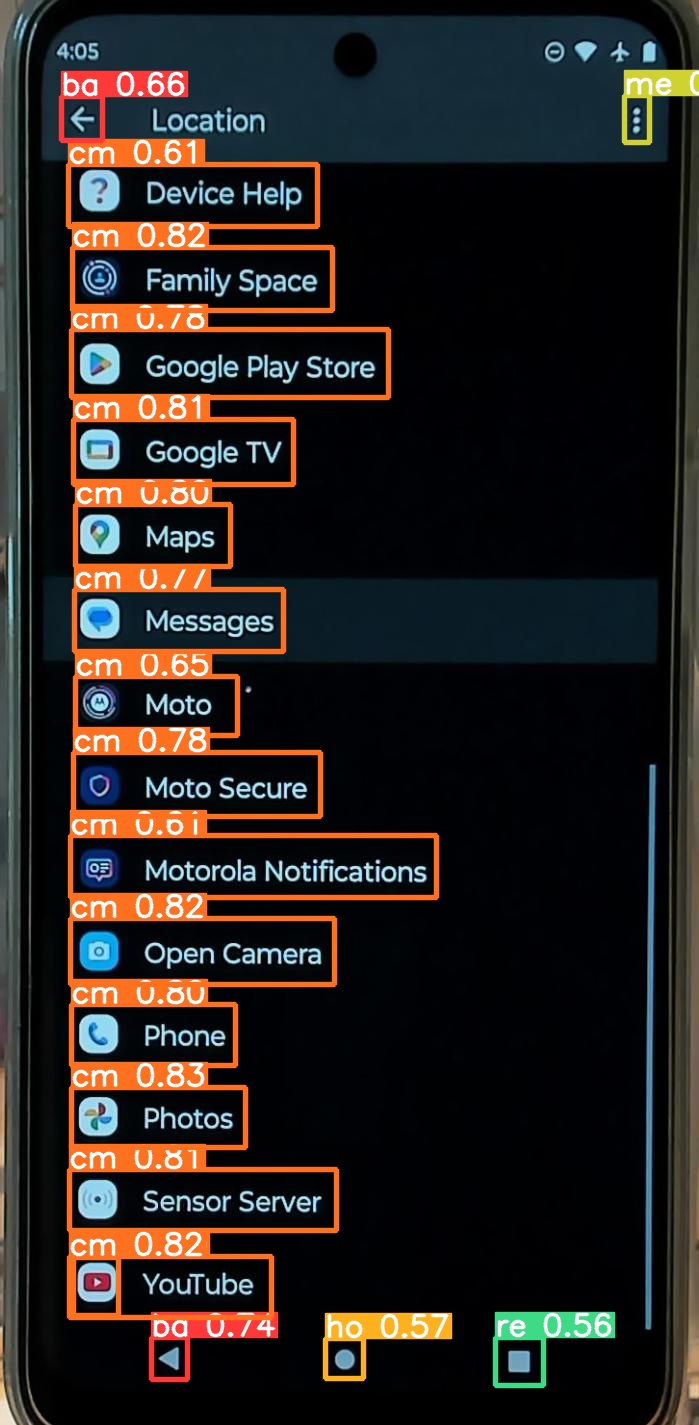 4:05
ba 0.66
me 0
Location
cm 0.61
Device Help
cm 0.82
Family Space
cm 0.78
Google Play Store
cm 0.81
Google TV
cm 0.80
Maps
cm 0.77
Messages
cm 0.65
Moto
cm 0.78
Moto Secure
cm 0.61
Motorola Notifications
cm 0.82
Open Camera
cm 0.80
Phone
cm 0.83
Photos
cm 0.81
Sensor Server
cm 0.82
YouTube
ba 0.74
ho 0.57
re 0.56